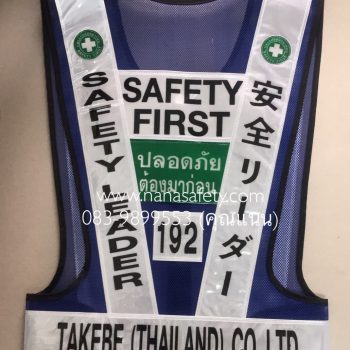 SAFETY LEADER
SAFETY
FIRST
ปลอดภัย
ต้องมาก่อน
192
安全リーダー
www.nanasafety.com
083-9899553 (คุณแนน)
TAKEBE (THAILAND) CO.,LTD.